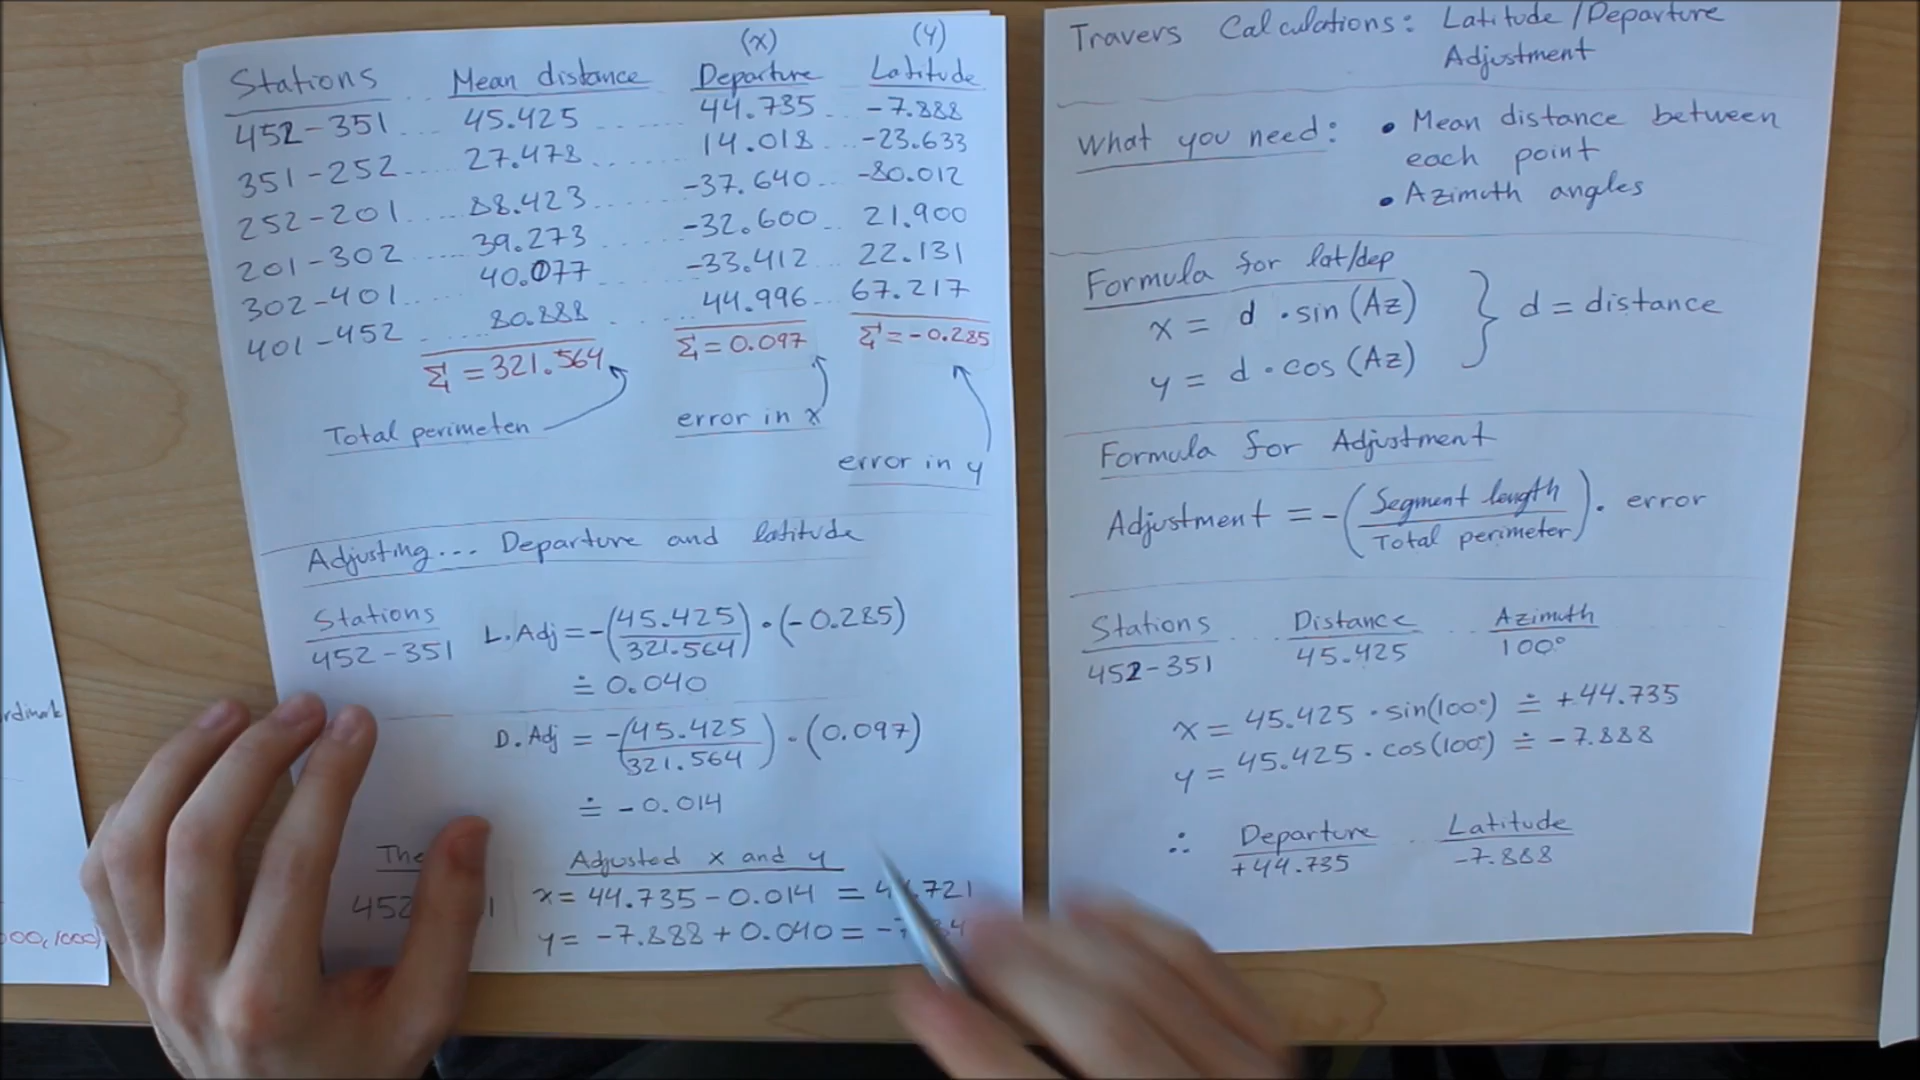 (x) (y)
Stations Mean distance Departure Latitude
452-351 45.425 44.735 -7.888
351-252 27.478 14.018 -23.633
252-201 88.423 -37.640 -80.012
201-302 39.273 -32.600 21.900
302-401 40.077 -33.412 22.131
401-452 80.888 44.996 67.217
Σ = 321.564 Σ = 0.097 Σ = -0.285
Total perimeter error in x
error in y
Adjusting... Departure and latitude
Stations
452-351
L.Adj = -(45.425/321.564) · (-0.285)
≐ 0.040
D.Adj = -(45.425/321.564) · (0.097)
≐ -0.014
Adjusted x and y
x = 44.735 - 0.014 =
y = -7.888 + 0.040 =
Travers Calculations: Latitude/Departure
Adjustment
What you need: • Mean distance between
each point
• Azimuth angles
Formula for lat/dep
x = d · sin (Az)
y = d · cos (Az)
} d = distance
Formula for Adjustment
Adjustment = -(Segment length/Total perimeter) · error
Stations Distance Azimuth
452-351 45.425 100°
x = 45.425 · sin(100°) ≐ +44.735
y = 45.425 · cos(100°) ≐ -7.888
∴ Departure Latitude
+44.735 -7.888